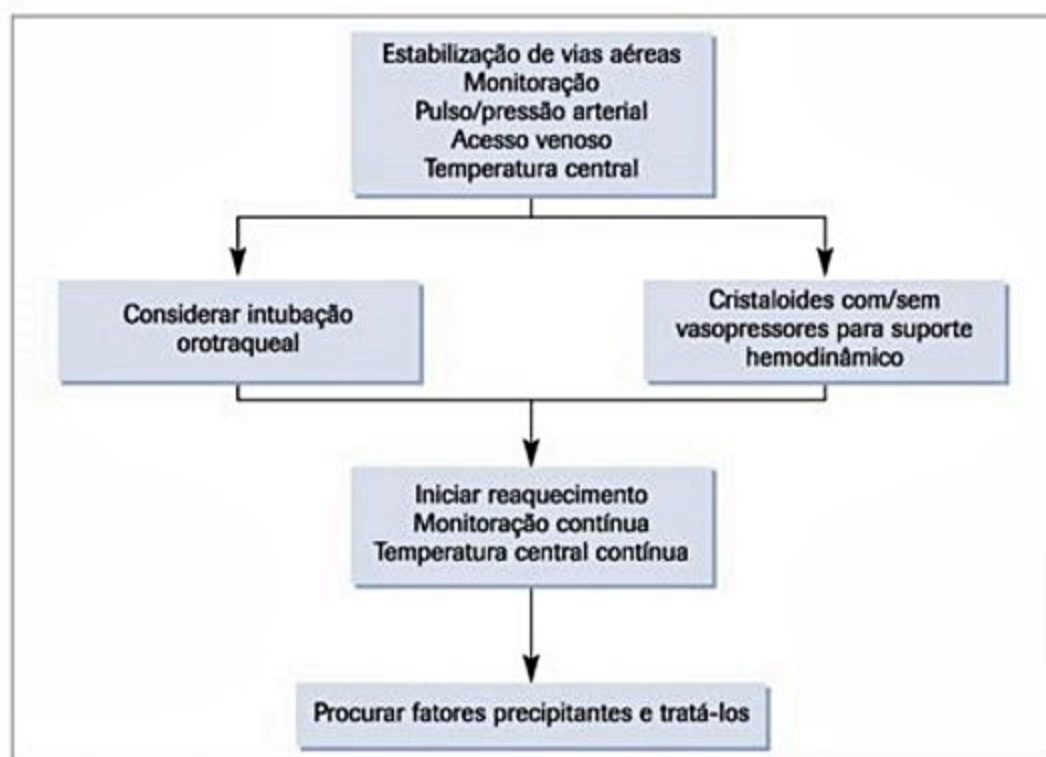 Estabilização de vias aéreas
Monitoração
Pulso/pressão arterial
Acesso venoso
Temperatura central
Considerar intubação
orotraqueal
Cristaloides com/sem
vasopressores para suporte
hemodinâmico
Iniciar reaquecimento
Monitoração contínua
Temperatura central contínua
Procurar fatores precipitantes e tratá-los